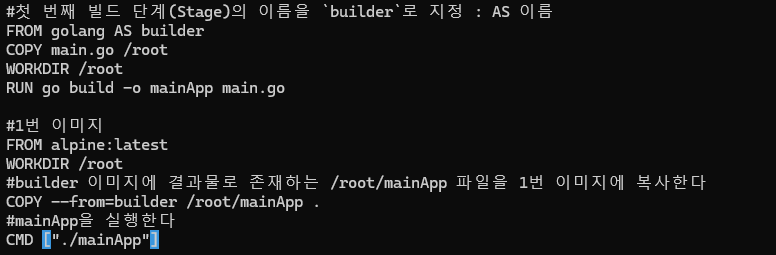 #첫 번째 빌드 단계(Stage)의 이름을 `builder`로 지정 : AS 이름
FROM golang AS builder
COPY main.go /root
WORKDIR /root
RUN go build -o mainApp main.go
#1번 이미지
FROM alpine:latest
WORKDIR /root
#builder 이미지에 결과물로 존재하는 /root/mainApp 파일을 1번 이미지에 복사한다
COPY --from=builder /root/mainApp .
#mainApp을 실행한다
CMD ["./mainApp"]